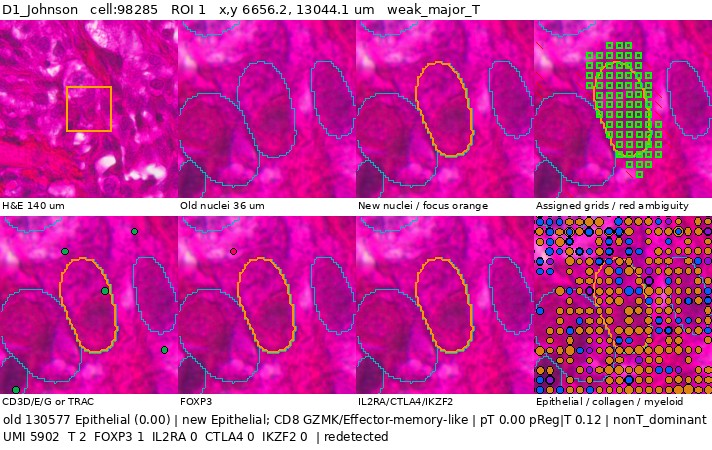 D1_Johnson cell:98285 ROI 1 x,y 6656.2, 13044.1 um weak_major_T
H&E 140 um
Old nuclei 36 um
New nuclei / focus orange
Assigned grids / red ambiguity
CD3D/E/G or TRAC
FOXP3
IL2RA/CTLA4/IKZF2
Epithelial / collagen / myeloid
old 130577 Epithelial (0.00) | new Epithelial; CD8 GZMK/Effector-memory-like | pT 0.00 pReg|T 0.12 | nonT_dominant
UMI 5902 T 2 FOXP3 1 IL2RA 0 CTLA4 0 IKZF2 0 | redetected